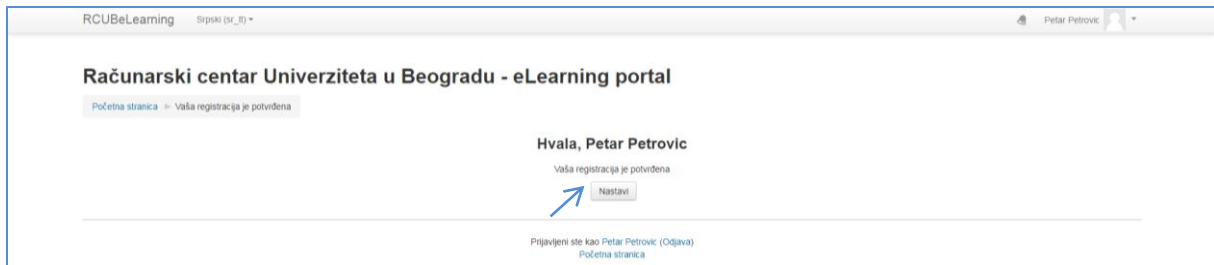 RCUBeLearning Srpski (sr_lt) Petar Petrovic
Računarski centar Univerziteta u Beogradu - eLearning portal
Početna stranica ► Vaša registracija je potvrđena
Hvala, Petar Petrovic
Vaša registracija je potvrđena
Nastavi
Prijavljeni ste kao Petar Petrovic (Odjava)
Početna stranica